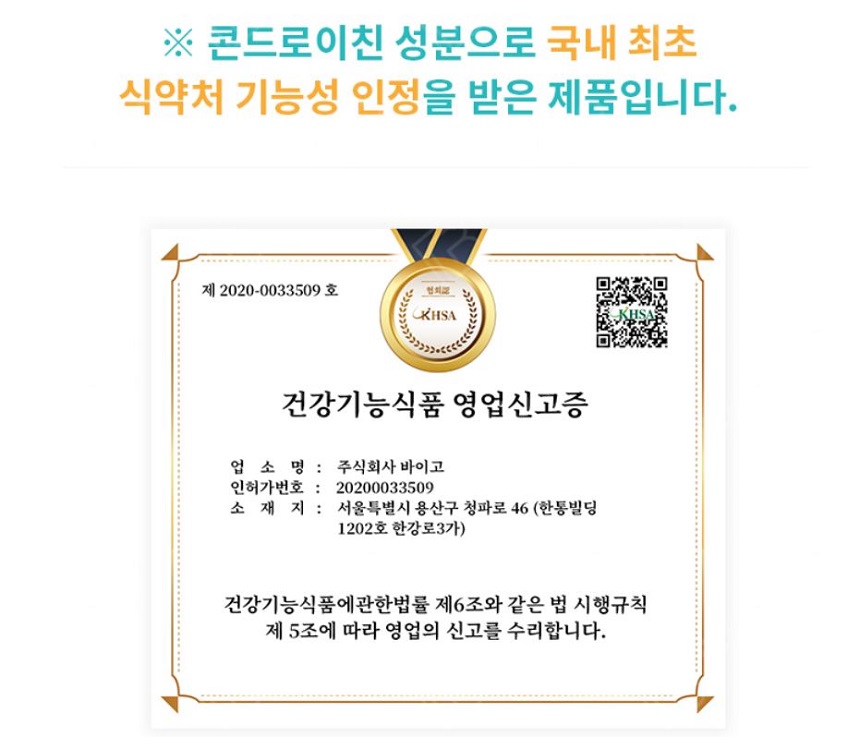 ※ 콘드로이친 성분으로 국내 최초
식약처 기능성 인정을 받은 제품입니다.
제 2020-0033509 호
협회認
KHSA
KHSA
건강기능식품 영업신고증
업 소 명 : 주식회사 바이고
인허가번호 : 20200033509
소 재 지 : 서울특별시 용산구 청파로 46 (한통빌딩
1202호 한강로3가)
건강기능식품에관한법률 제6조와 같은 법 시행규칙
제 5조에 따라 영업의 신고를 수리합니다.